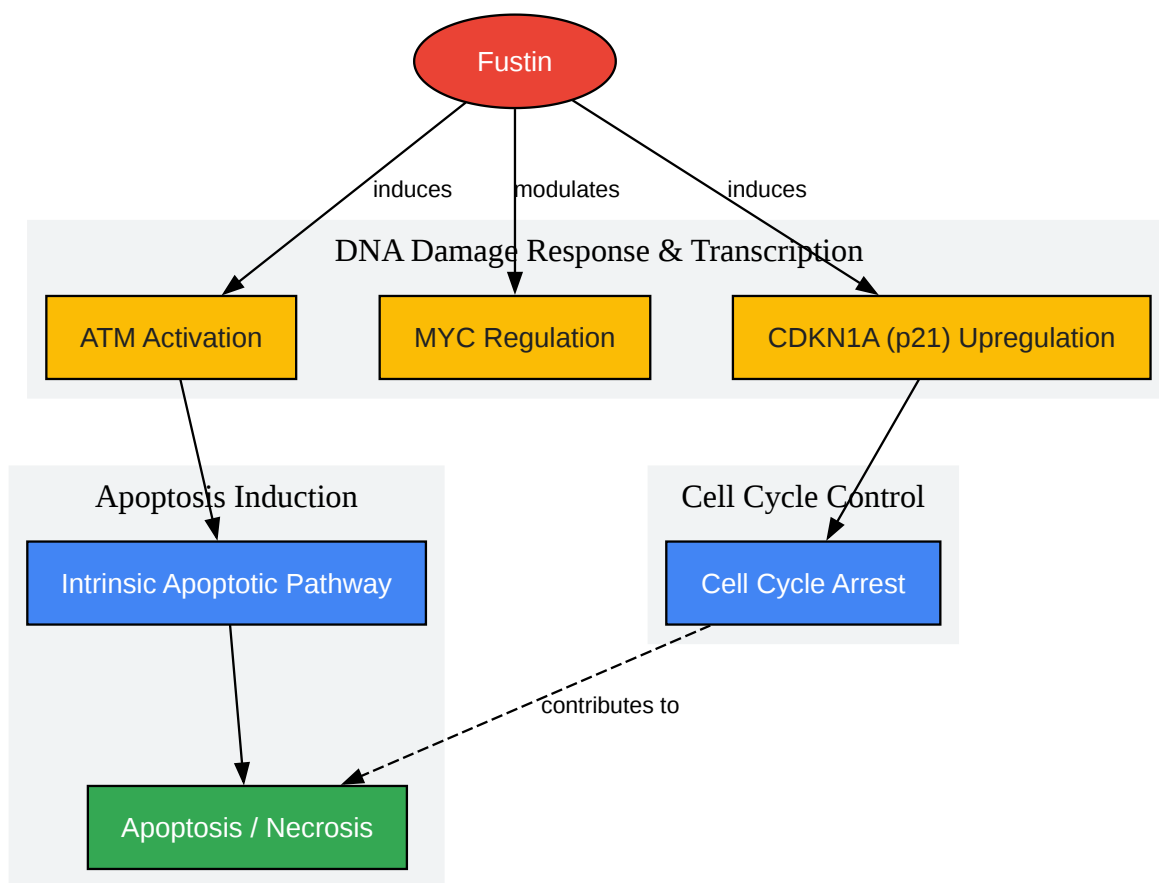 Fustin
induces
modulates
induces
DNA Damage Response & Transcription
ATM Activation
MYC Regulation
CDKN1A (p21) Upregulation
Apoptosis Induction
Cell Cycle Control
Intrinsic Apoptotic Pathway
Cell Cycle Arrest
contributes to
Apoptosis / Necrosis